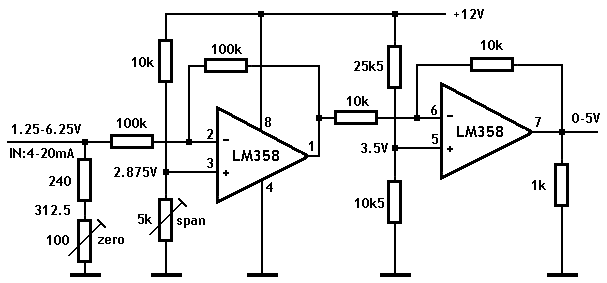 +12V
10k
100k
25k5
10k
8
100k
10k
1.25-6.25V
2
-
LM358
1
6
-
LM358
7
0-5V
IN:4-20mA
3
+
3.5V
5
+
2.875V
4
240
1k
312.5
5k
span
10k5
100
zero